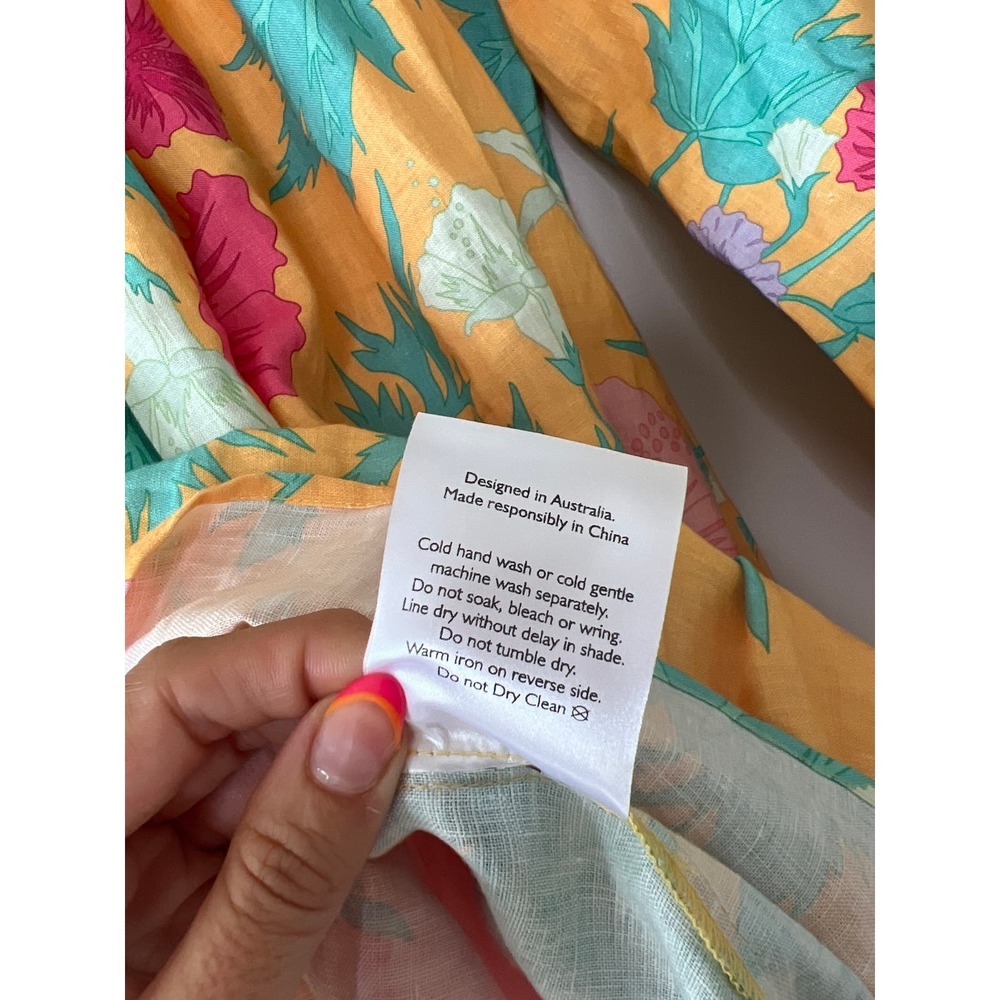 Designed in Australia.
Made responsibly in China
Cold hand wash or cold gentle
machine wash separately.
Do not soak, bleach or wring.
Line dry without delay in shade.
Do not tumble dry.
Warm iron on reverse side.
Do not Dry Clean